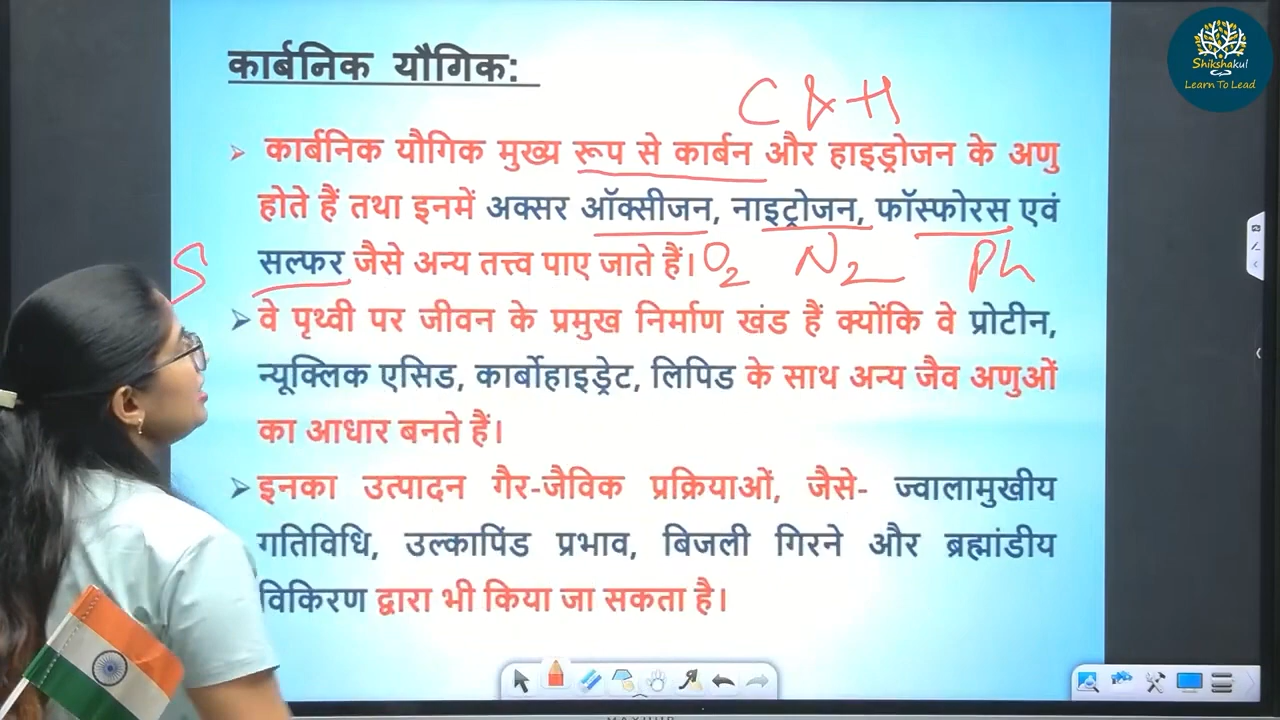 Shikshakul
Learn To Lead
कार्बनिक यौगिक:
C & H
कार्बनिक यौगिक मुख्य रूप से कार्बन और हाइड्रोजन के अणु
होते हैं तथा इनमें अक्सर ऑक्सीजन, नाइट्रोजन, फॉस्फोरस एवं
S
सल्फर जैसे अन्य तत्त्व पाए जाते हैं।
O2 N2 Ph
वे पृथ्वी पर जीवन के प्रमुख निर्माण खंड हैं क्योंकि वे प्रोटीन,
न्यूक्लिक एसिड, कार्बोहाइड्रेट, लिपिड के साथ अन्य जैव अणुओं
का आधार बनते हैं।
इनका उत्पादन गैर-जैविक प्रक्रियाओं, जैसे- ज्वालामुखीय
गतिविधि, उल्कापिंड प्रभाव, बिजली गिरने और ब्रह्मांडीय
विकिरण द्वारा भी किया जा सकता है।